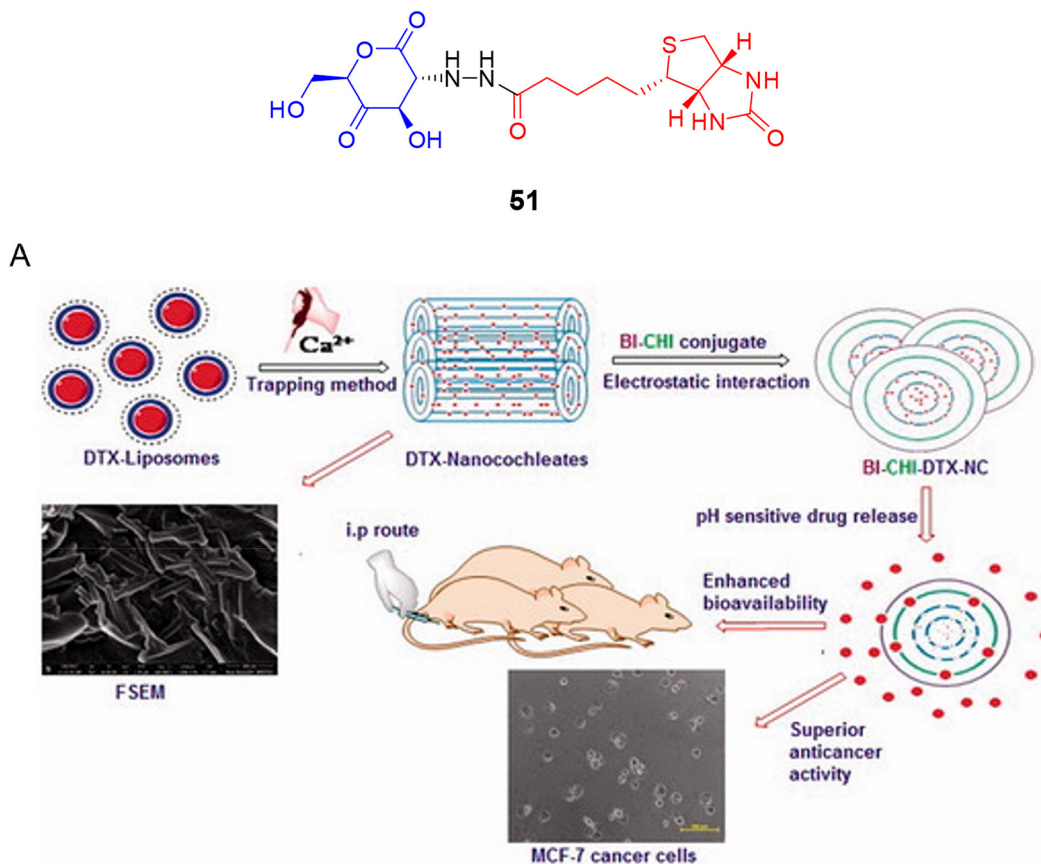 O
O
H
N
N
H
HO
O
OH
O
S
H
NH
H
HN
O
51
A
Ca2+
Trapping method
BI-CHI conjugate
Electrostatic interaction
DTX-Liposomes
DTX-Nanocochleates
BI-CHI-DTX-NC
pH sensitive drug release
i.p route
Enhanced
bioavailability
FSEM
Superior
anticancer
activity
MCF-7 cancer cells